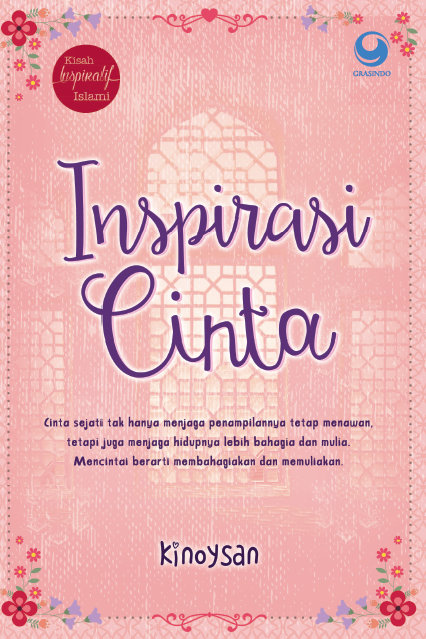 Kisah
Inspiratif
Islami
GRASINDO
Inspirasi
Cinta
Cinta sejati tak hanya menjaga penampilannya tetap menawan,
tetapi juga menjaga hidupnya lebih bahagia dan mulia.
Mencintai berarti membahagiakan dan memuliakan.
Kinoysan